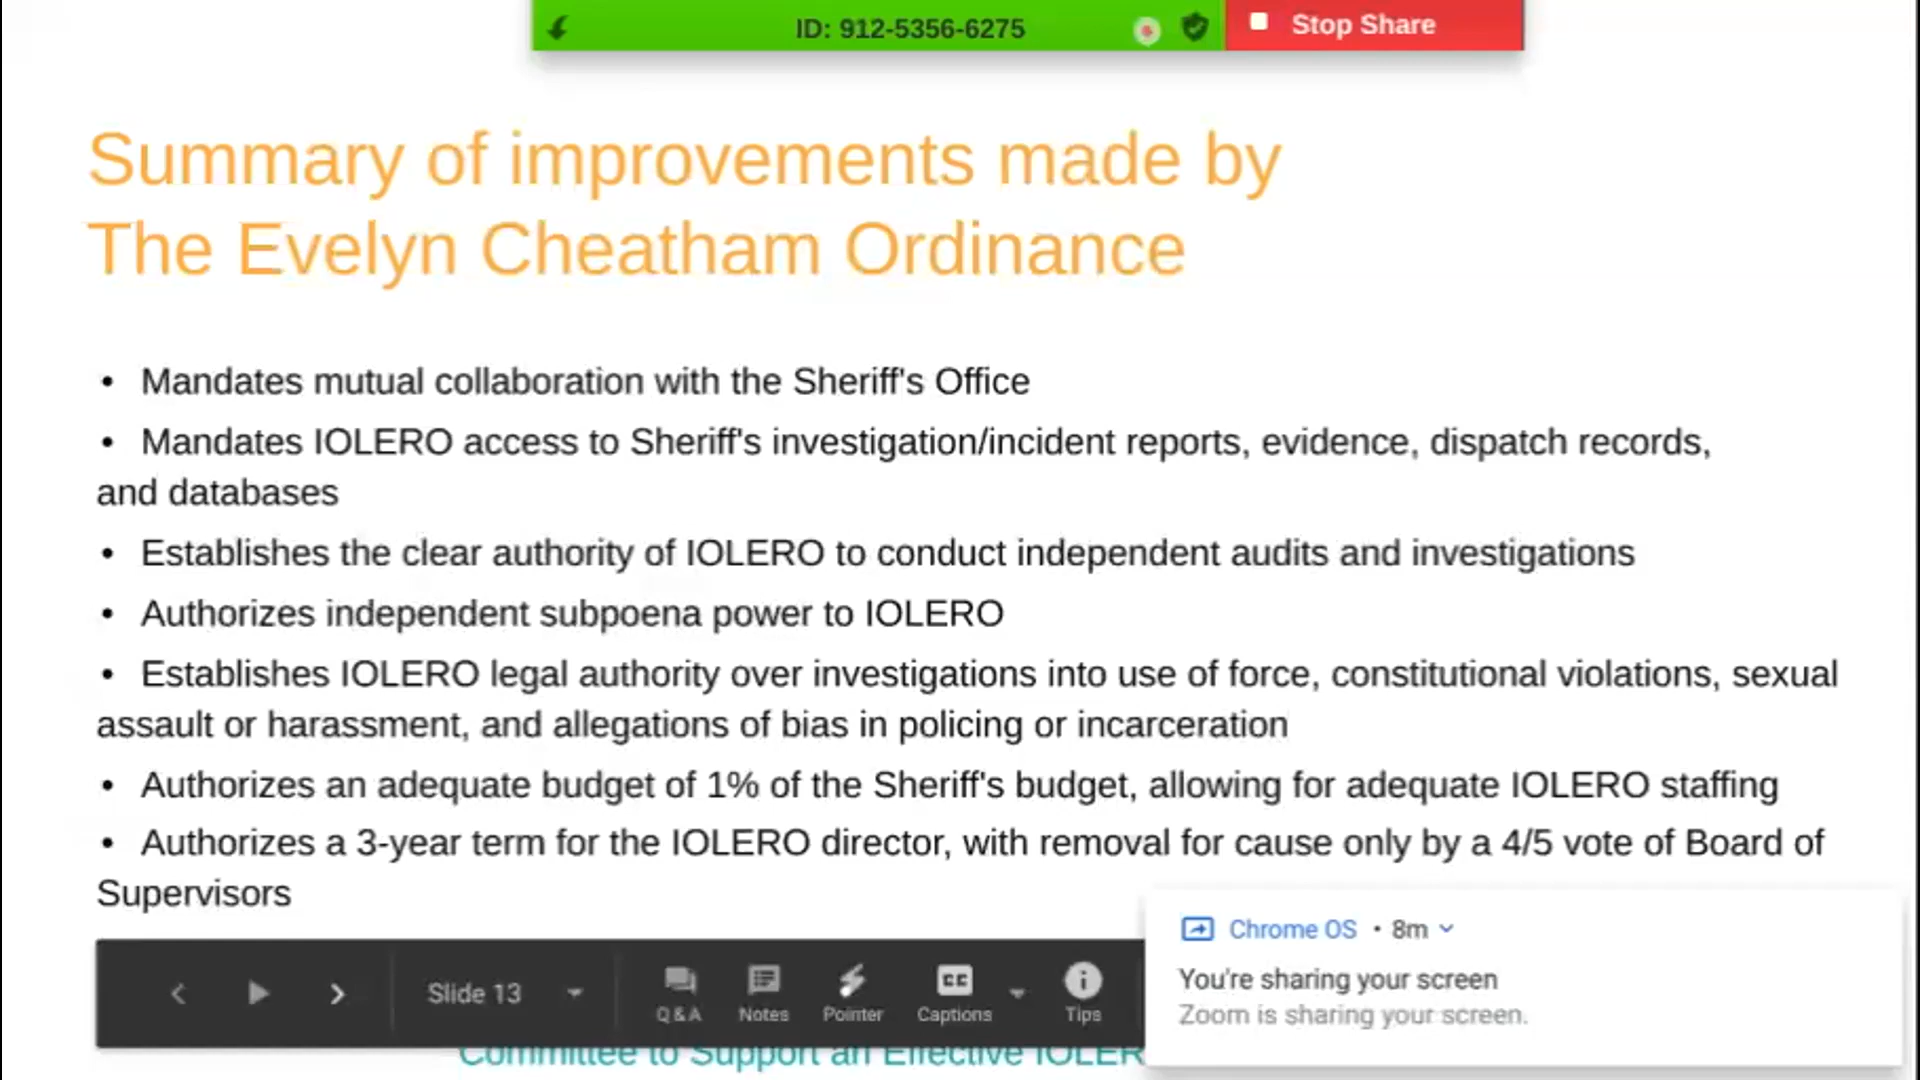 ID: 912-5356-6275
Stop Share
Summary of improvements made by
The Evelyn Cheatham Ordinance
• Mandates mutual collaboration with the Sheriff's Office
• Mandates IOLERO access to Sheriff's investigation/incident reports, evidence, dispatch records,
and databases
• Establishes the clear authority of IOLERO to conduct independent audits and investigations
• Authorizes independent subpoena power to IOLERO
• Establishes IOLERO legal authority over investigations into use of force, constitutional violations, sexual
assault or harassment, and allegations of bias in policing or incarceration
• Authorizes an adequate budget of 1% of the Sheriff's budget, allowing for adequate IOLERO staffing
• Authorizes a 3-year term for the IOLERO director, with removal for cause only by a 4/5 vote of Board of
Supervisors
Chrome OS • 8m
You're sharing your screen
Zoom is sharing your screen.
Slide 13
Q&A
Notes
Pointer
CC
Captions
Tips
Committee to Support an Effective